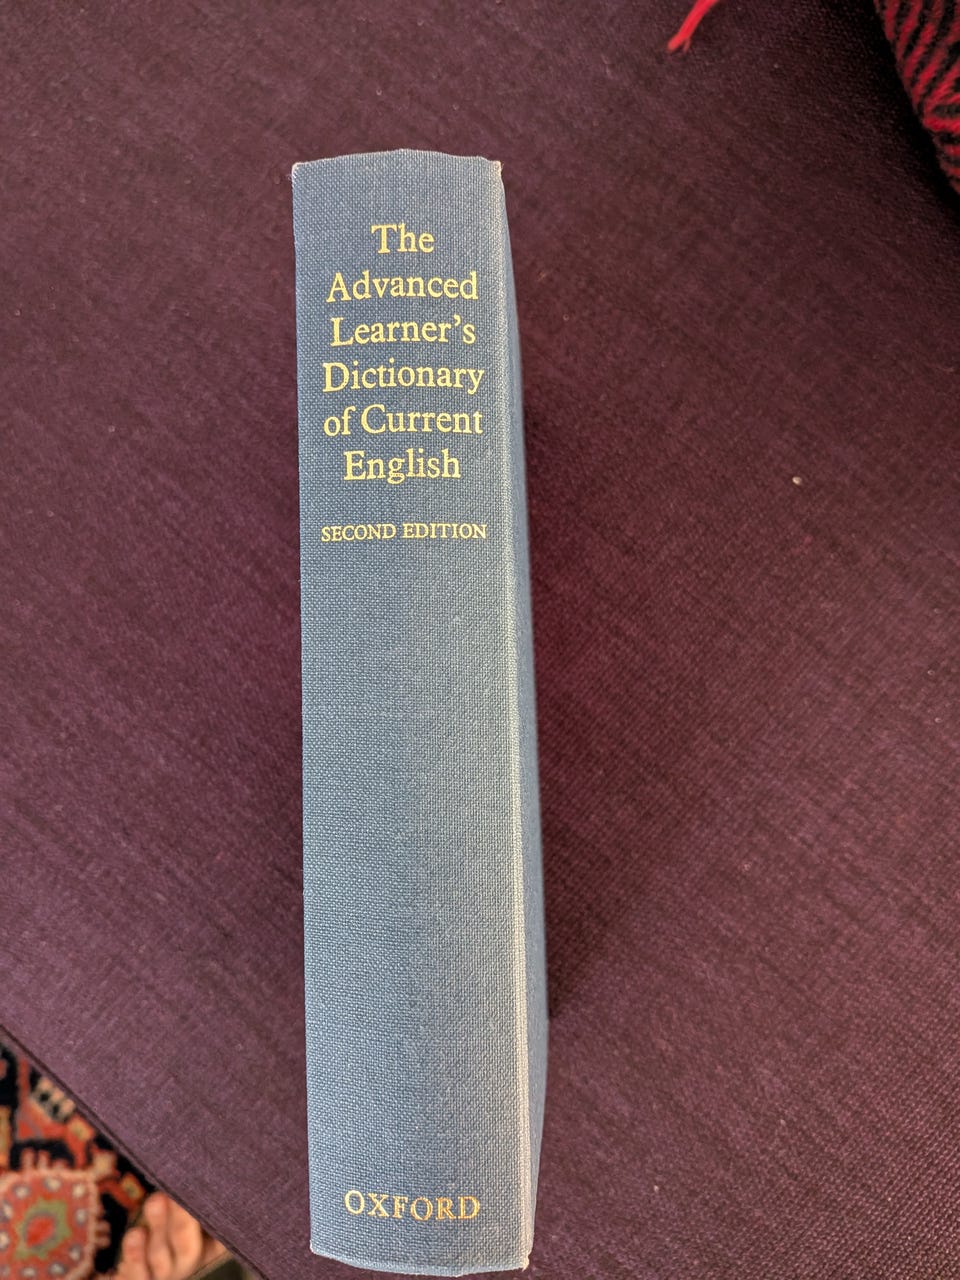 The
Advanced
Learner's
Dictionary
of Current
English
SECOND EDITION
OXFORD